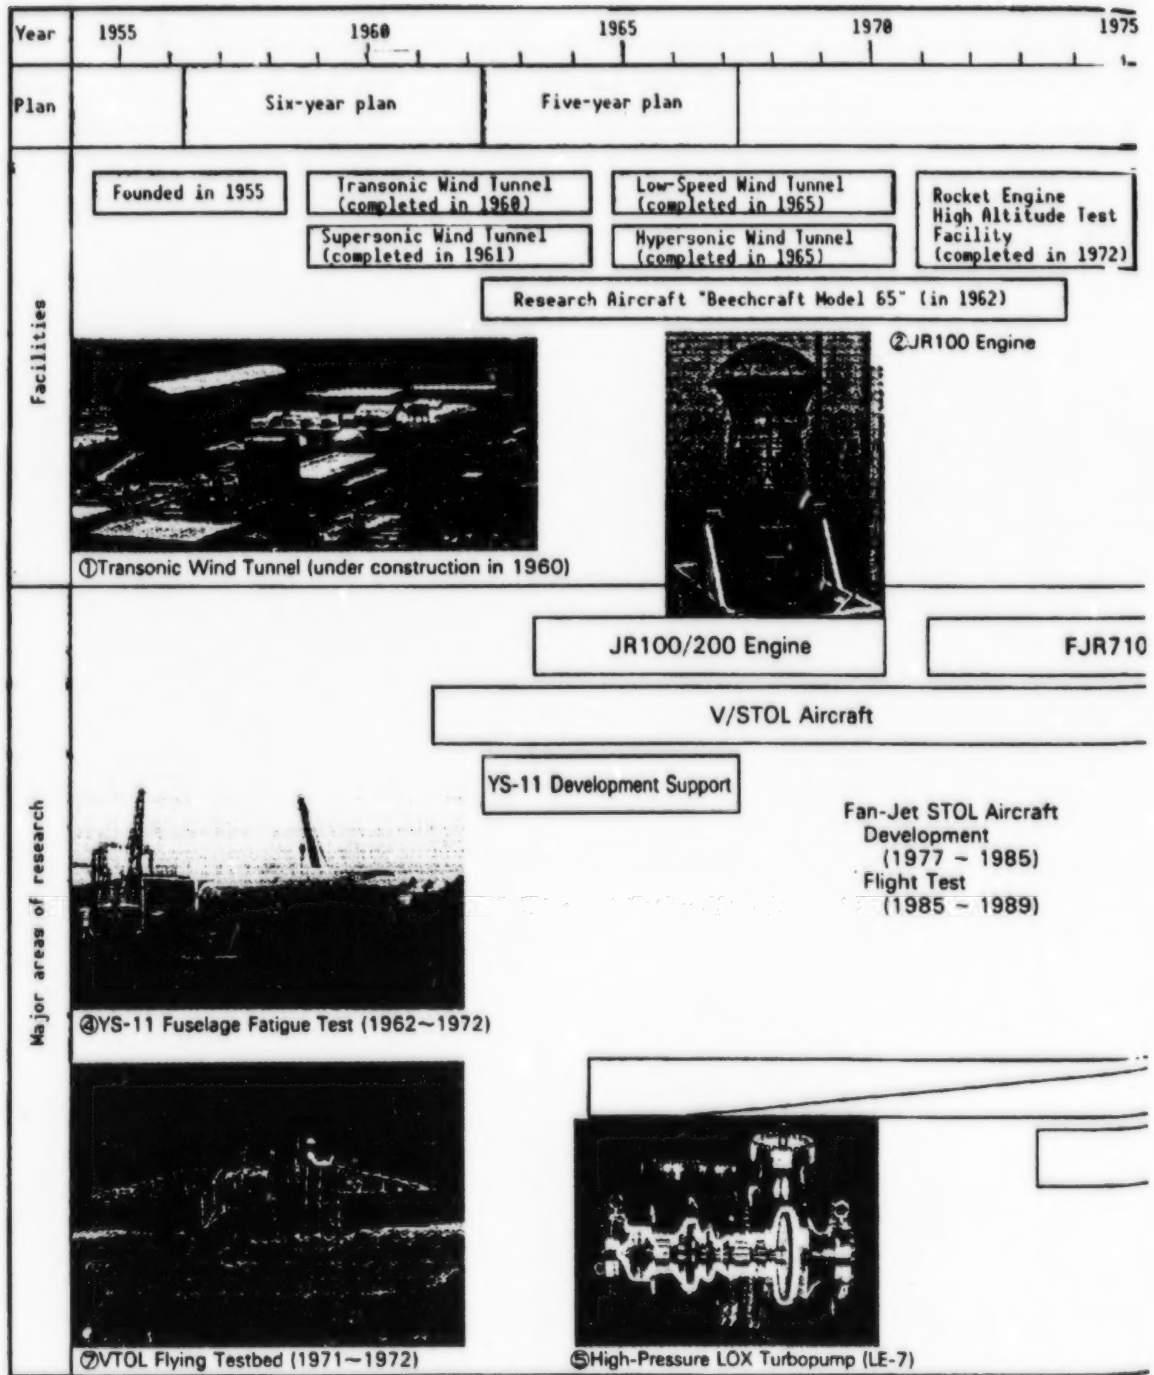 Year 1955 1960 1965 1970 1975
Plan Six-year plan Five-year plan
Facilities
Founded in 1955
Transonic Wind Tunnel
(completed in 1960)
Low-Speed Wind Tunnel
(completed in 1965)
Rocket Engine
High Altitude Test
Facility
(completed in 1972)
Supersonic Wind Tunnel
(completed in 1961)
Hypersonic Wind Tunnel
(completed in 1965)
Research Aircraft "Beechcraft Model 65" (in 1962)
②JR100 Engine
①Transonic Wind Tunnel (under construction in 1960)
Major areas of research
JR100/200 Engine
FJR710
V/STOL Aircraft
YS-11 Development Support
Fan-Jet STOL Aircraft
Development
(1977 ~ 1985)
Flight Test
(1985 ~ 1989)
④YS-11 Fuselage Fatigue Test (1962~1972)
⑦VTOL Flying Testbed (1971~1972)
⑤High-Pressure LOX Turbopump (LE-7)